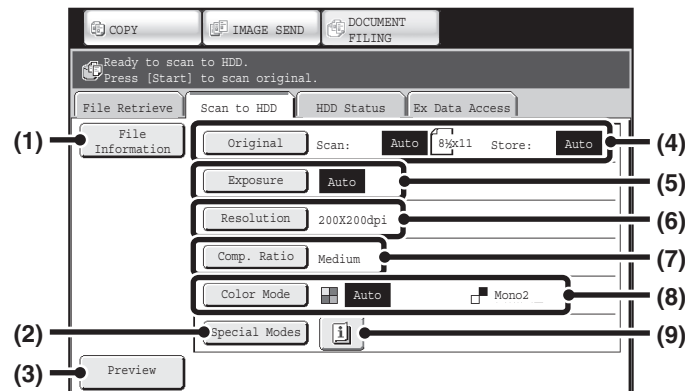 COPY
IMAGE SEND
DOCUMENT
FILING
Ready to scan to HDD.
Press [Start] to scan original.
File Retrieve
Scan to HDD
HDD Status
Ex Data Access
(1)
File
Information
Original Scan: Auto 8½x11 Store: Auto
(4)
Exposure Auto
(5)
Resolution 200X200dpi
(6)
Comp. Ratio Medium
(7)
Color Mode Auto Mono2
(8)
(2)
Special Modes
(9)
(3)
Preview